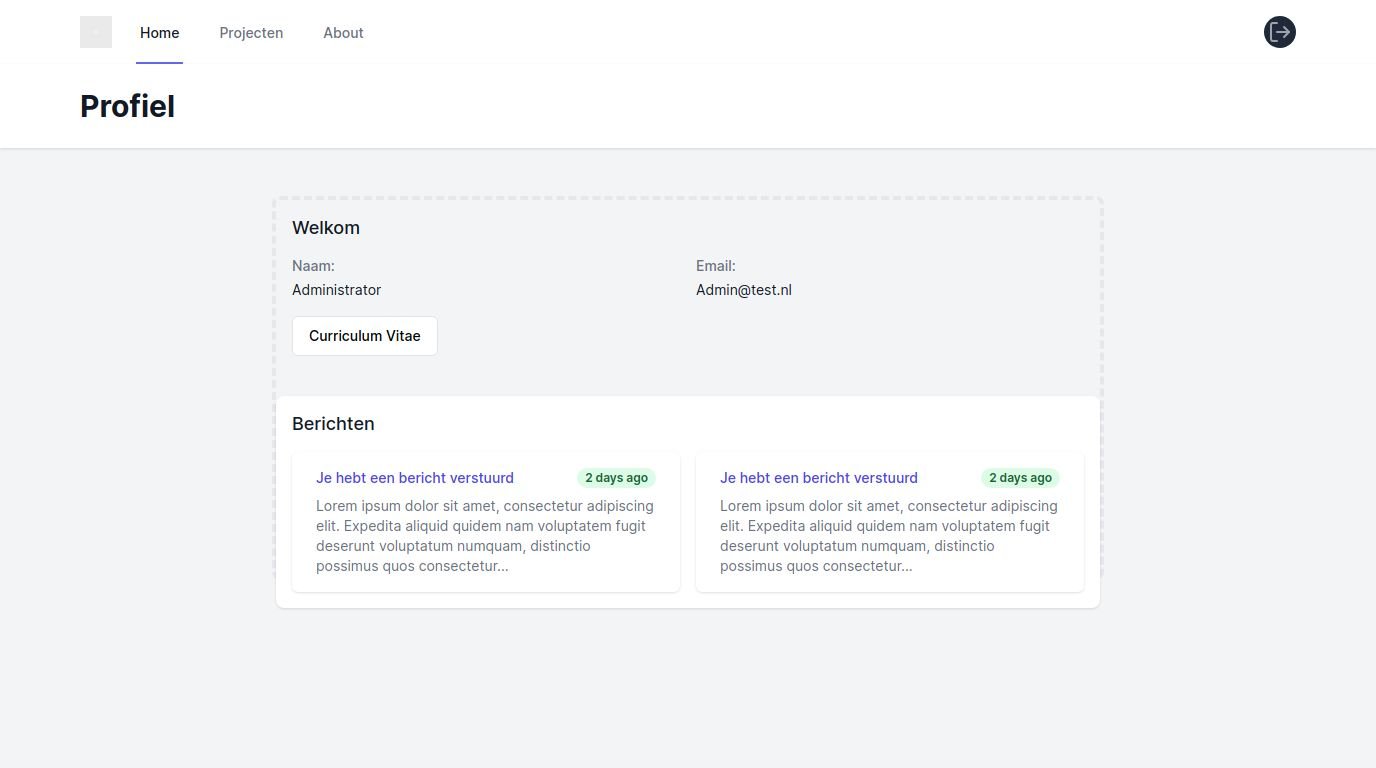 Home
Projecten
About
Profiel
Welkom
Naam:
Administrator
Email:
Admin@test.nl
Curriculum Vitae
Berichten
Je hebt een bericht verstuurd
2 days ago
Lorem ipsum dolor sit amet, consectetur adipiscing
elit. Expedita aliquid quidem nam voluptatem fugit
deserunt voluptatum numquam, distinctio
possimus quos consectetur...
Je hebt een bericht verstuurd
2 days ago
Lorem ipsum dolor sit amet, consectetur adipiscing
elit. Expedita aliquid quidem nam voluptatem fugit
deserunt voluptatum numquam, distinctio
possimus quos consectetur...